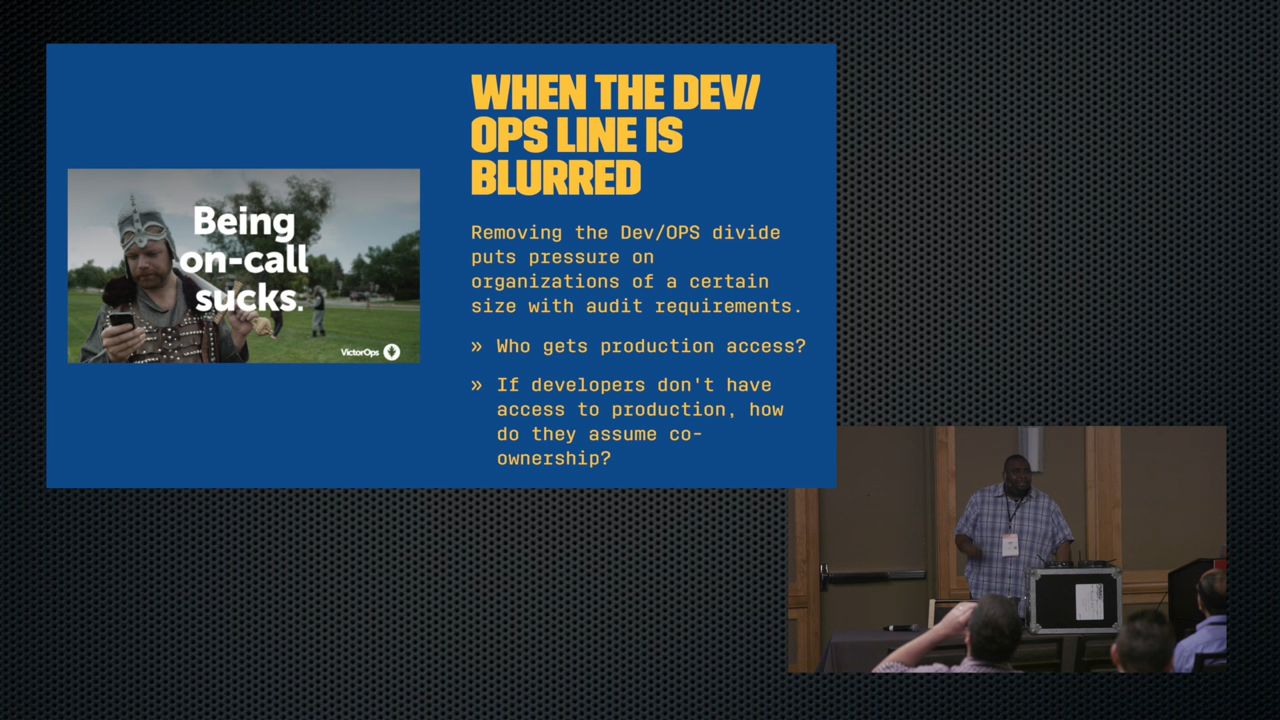 WHEN THE DEV/
OPS LINE IS
BLURRED
Being
on-call
sucks.
VictorOps
Removing the Dev/OPS divide
puts pressure on
organizations of a certain
size with audit requirements.
» Who gets production access?
» If developers don't have
access to production, how
do they assume co-
ownership?